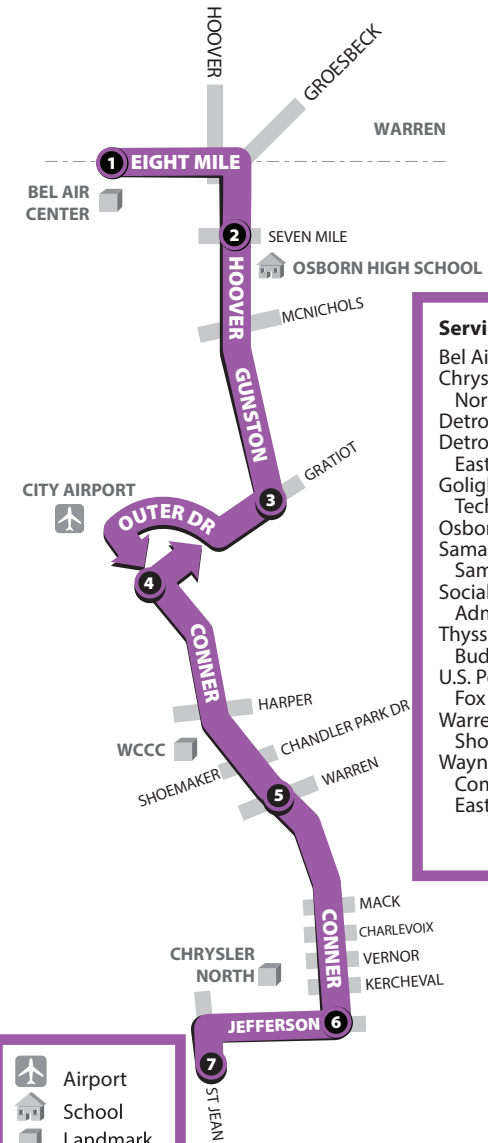 HOOVER
GROESBECK
WARREN
1
EIGHT MILE
BEL AIR
CENTER
2
SEVEN MILE
HOOVER
OSBORN HIGH SCHOOL
MCNICHOLS
GUNSTON
GRATIOT
3
CITY AIRPORT
OUTER DR
4
CONNER
HARPER
WCCC
CHANDLER PARK DR
SHOEMAKER
WARREN
5
MACK
CHARLEVOIX
CONNER
VERNOR
KERCHEVAL
CHRYSLER
NORTH
JEFFERSON
6
7
ST JEAN
Servi
Bel Ai
Chrys
Nor
Detro
Detro
East
Goligh
Tech
Osbor
Sama
Sam
Social
Adn
Thyss
Bud
U.S. P
Fox
Warre
Sho
Wayn
Con
East
Airport
School
Landmark